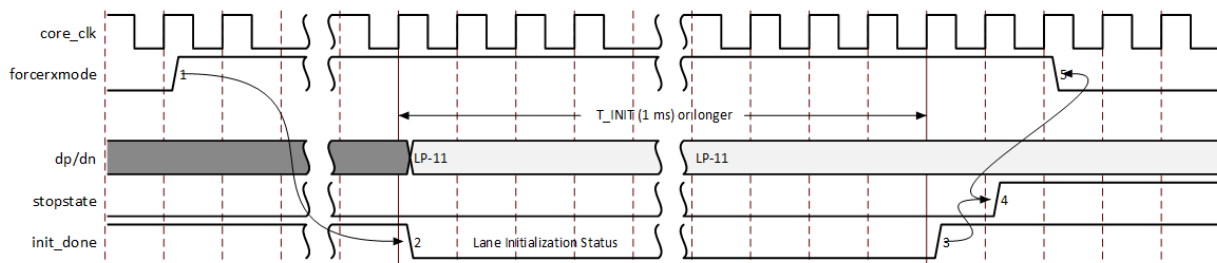 core_clk
forcerxmode
1
5
T_INIT (1 ms) or longer
dp/dn
LP-11
LP-11
stopstate
4
init_done
2
Lane Initialization Status
3